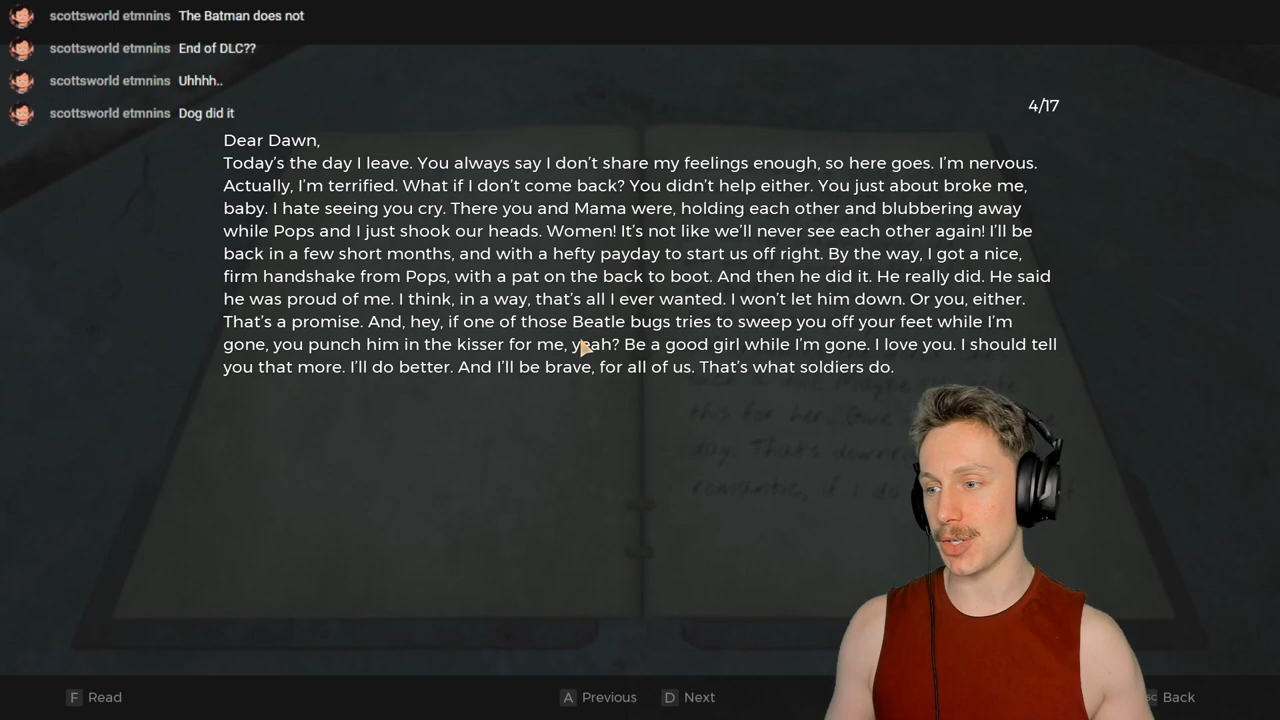 scottsworld etmnins The Batman does not
scottsworld etmnins End of DLC??
scottsworld etmnins Uhhhh..
scottsworld etmnins Dog did it
4/17
Dear Dawn,
Today's the day I leave. You always say I don't share my feelings enough, so here goes. I'm nervous.
Actually, I'm terrified. What if I don't come back? You didn't help either. You just about broke me,
baby. I hate seeing you cry. There you and Mama were, holding each other and blubbering away
while Pops and I just shook our heads. Women! It's not like we'll never see each other again! I'll be
back in a few short months, and with a hefty payday to start us off right. By the way, I got a nice,
firm handshake from Pops, with a pat on the back to boot. And then he did it. He really did. He said
he was proud of me. I think, in a way, that's all I ever wanted. I won't let him down. Or you, either.
That's a promise. And, hey, if one of those Beatle bugs tries to sweep you off your feet while I'm
gone, you punch him in the kisser for me, yeah? Be a good girl while I'm gone. I love you. I should tell
you that more. I'll do better. And I'll be brave, for all of us. That's what soldiers do.
this for her. Give
day. That's
romantic, if I do
F Read
A Previous
D Next
Back